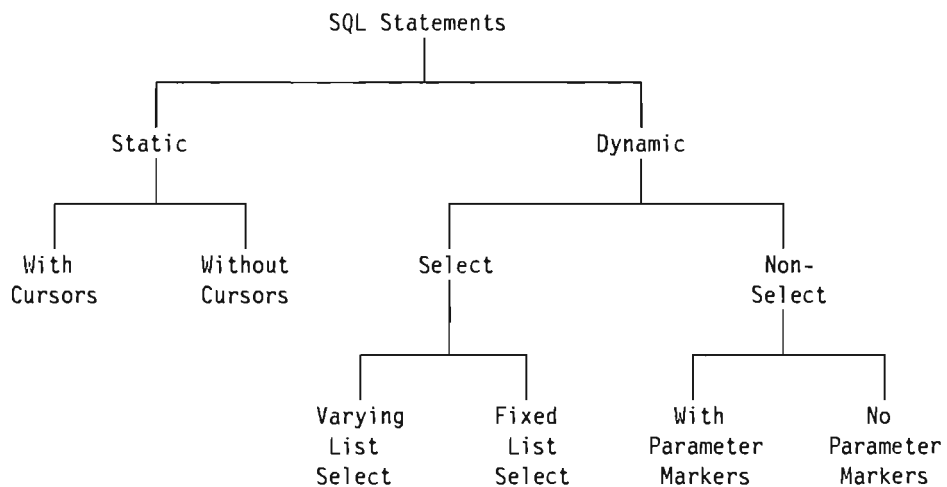 SQL Statements
Static
Dynamic
With
Cursors
Without
Cursors
Select
Non-
Select
Varying
List
Select
Fixed
List
Select
With
Parameter
Markers
No
Parameter
Markers